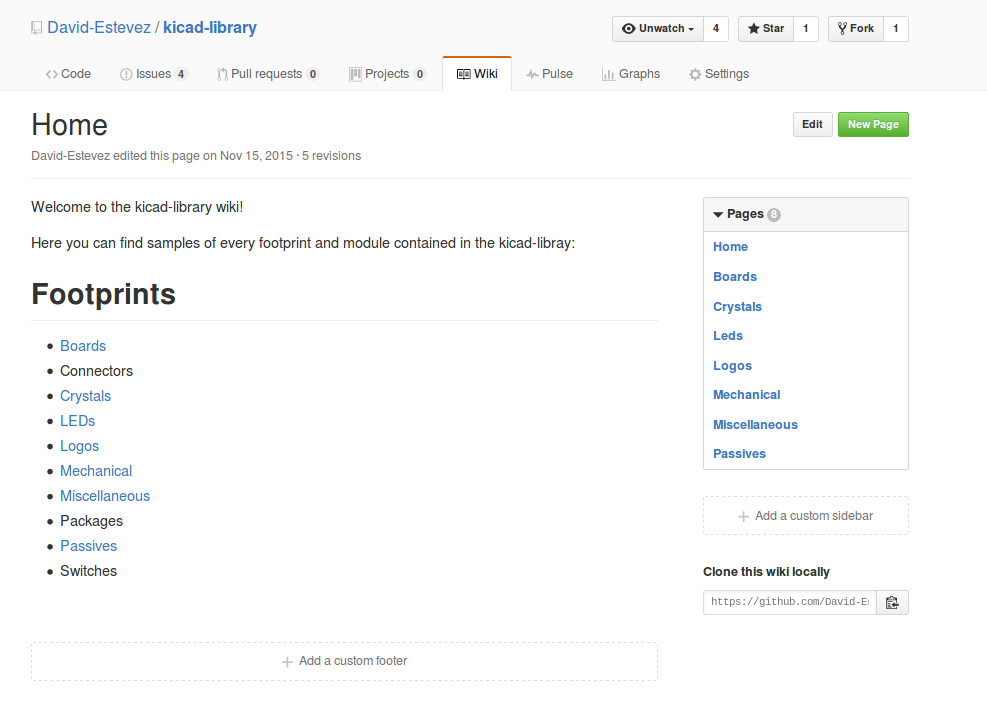 David-Estevez / kicad-library
Unwatch 4 Star 1 Fork 1
Code Issues 4 Pull requests 0 Projects 0 Wiki Pulse Graphs Settings
Home
Edit New Page
David-Estevez edited this page on Nov 15, 2015 · 5 revisions
Welcome to the kicad-library wiki!
Here you can find samples of every footprint and module contained in the kicad-libray:
Footprints
• Boards
• Connectors
• Crystals
• LEDs
• Logos
• Mechanical
• Miscellaneous
• Packages
• Passives
• Switches
Add a custom footer
Pages 8
Home
Boards
Crystals
Leds
Logos
Mechanical
Miscellaneous
Passives
Add a custom sidebar
Clone this wiki locally
https://github.com/David-E